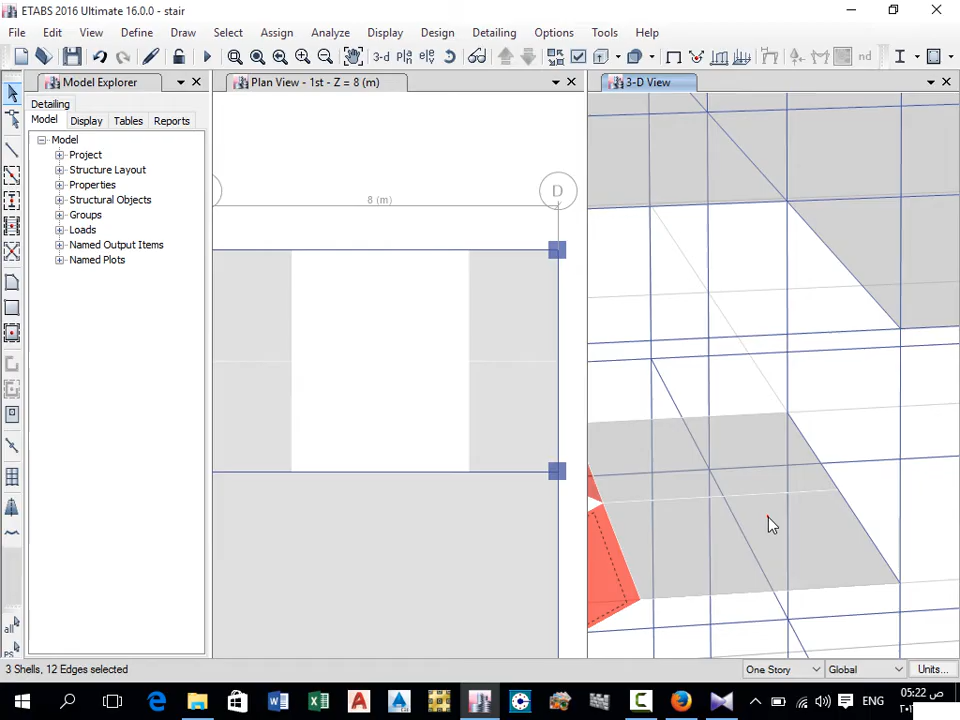 ETABS 2016 Ultimate 16.0.0 - stair
File Edit View Define Draw Select Assign Analyze Display Design Detailing Options Tools Help
3-d plạ elẹ nd
Model Explorer
Plan View - 1st - Z = 8 (m)
3-D View
Detailing
Model Display Tables Reports
Model
Project
Structure Layout
Properties
Structural Objects
Groups
Loads
Named Output Items
Named Plots
8 (m)
D
all
ps
3 Shells, 12 Edges selected
One Story
Global
Units...
ENG
05:22 ص